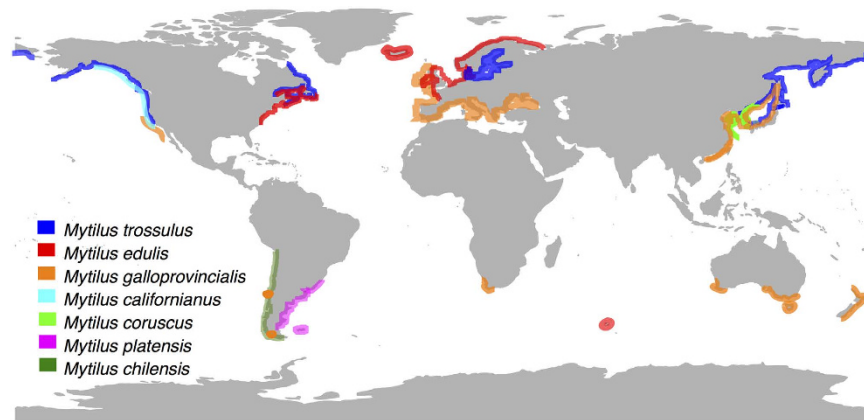 Mytilus trossulus
Mytilus edulis
Mytilus galloprovincialis
Mytilus californianus
Mytilus coruscus
Mytilus platensis
Mytilus chilensis